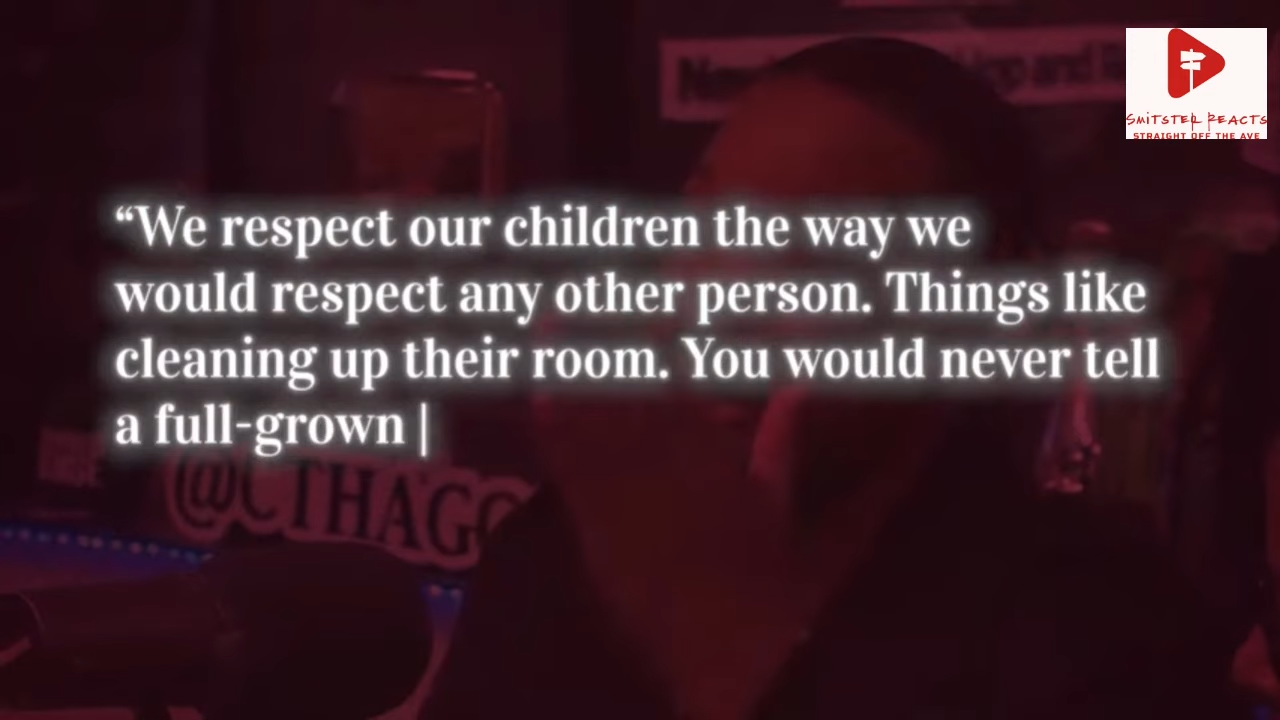 SMITSTER REACTS
STRAIGHT OFF THE AVE
“We respect our children the way we
would respect any other person. Things like
cleaning up their room. You would never tell
a full-grown |
@CTHAGO